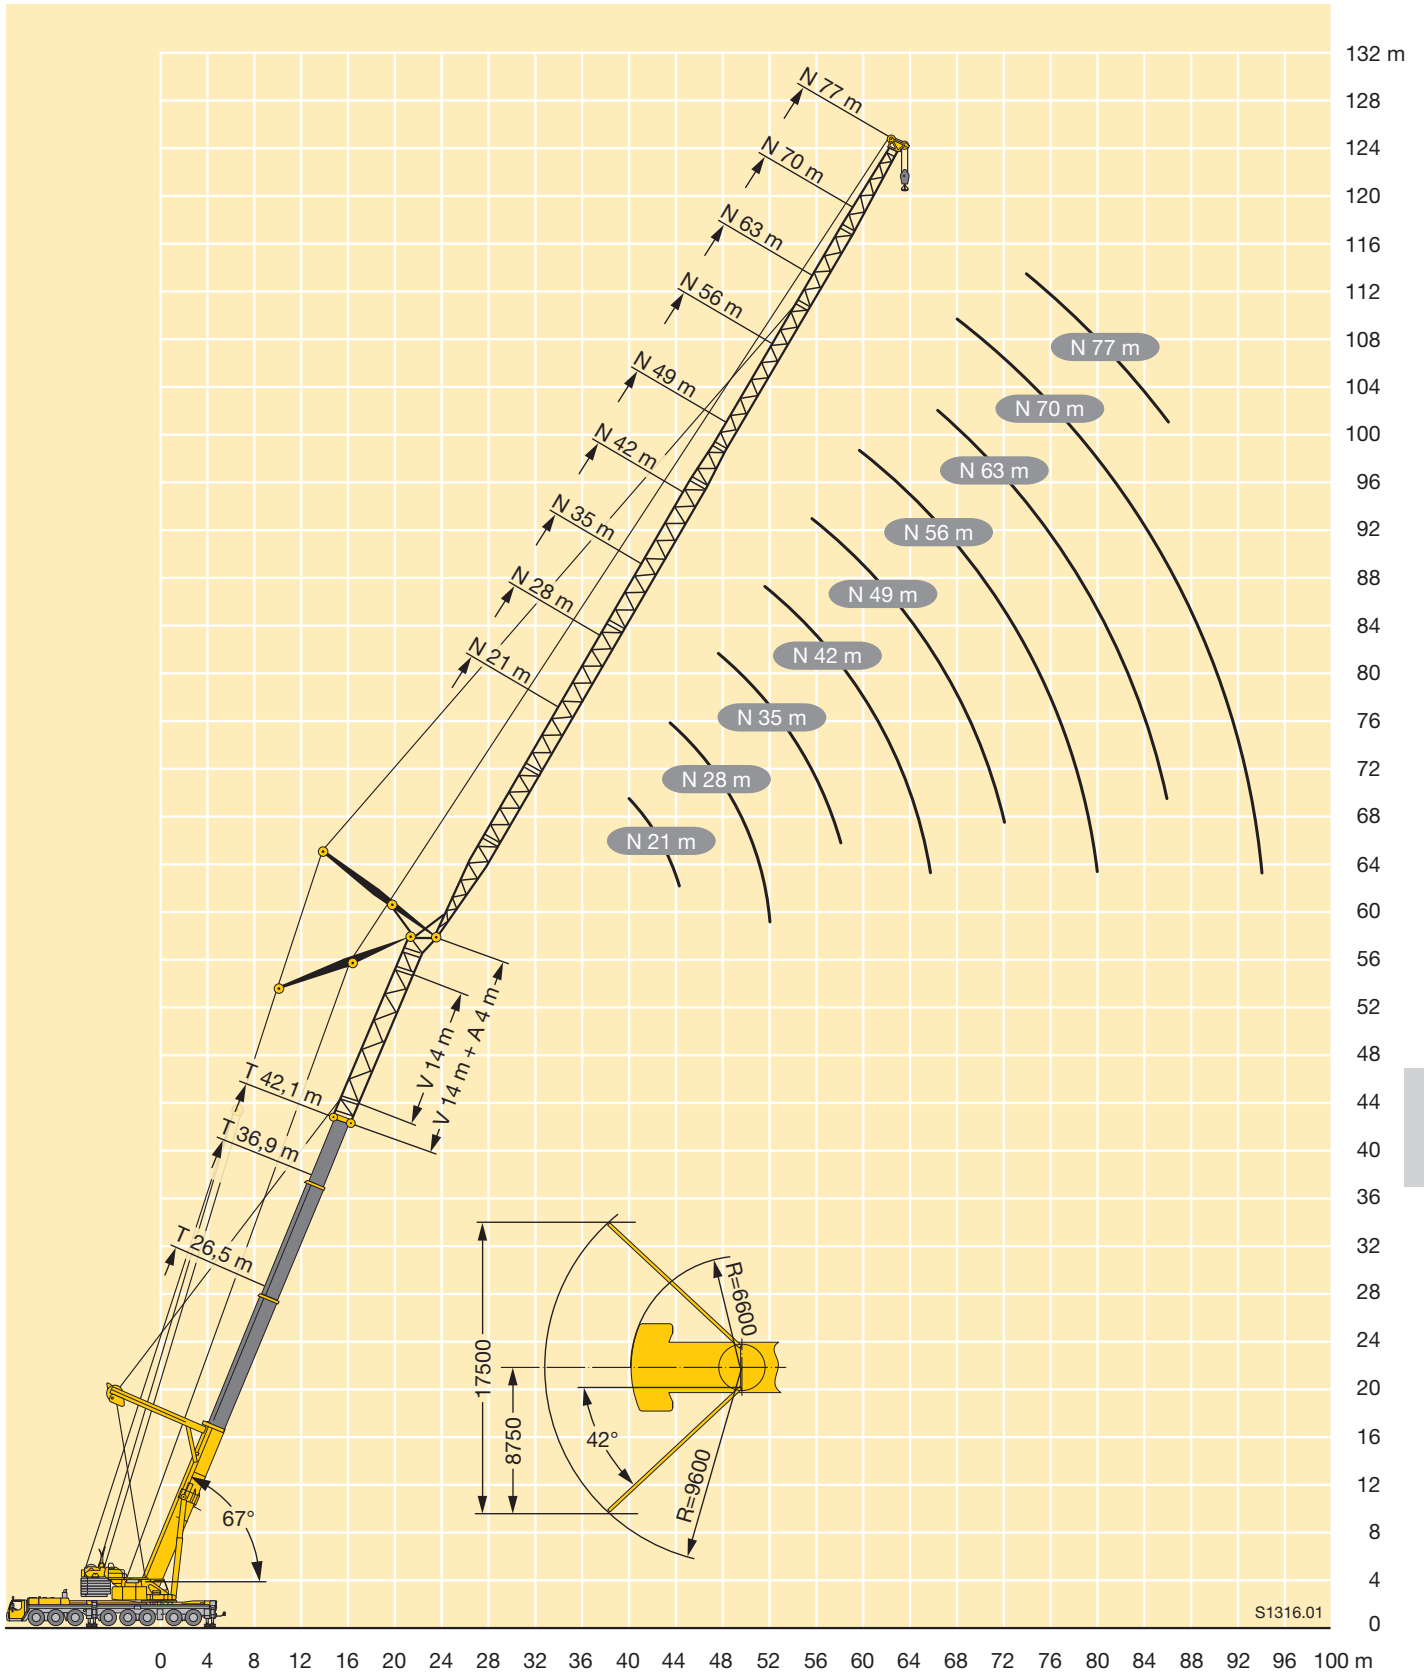 132 m
128
124
120
116
112
108
104
100
96
92
88
84
80
76
72
68
64
60
56
52
48
44
40
36
32
28
24
20
16
12
8
4
0
N 77 m
N 70 m
N 63 m
N 56 m
N 49 m
N 42 m
N 35 m
N 28 m
N 21 m
N 77 m
N 70 m
N 63 m
N 56 m
N 49 m
N 42 m
N 35 m
N 28 m
N 21 m
V 14 m
V 14 m + A 4 m
T 42,1 m
T 36,9 m
T 26,5 m
67°
17500
8750
42°
R=6600
R=9600
S1316.01
0 4 8 12 16 20 24 28 32 36 40 44 48 52 56 60 64 68 72 76 80 84 88 92 96 100 m